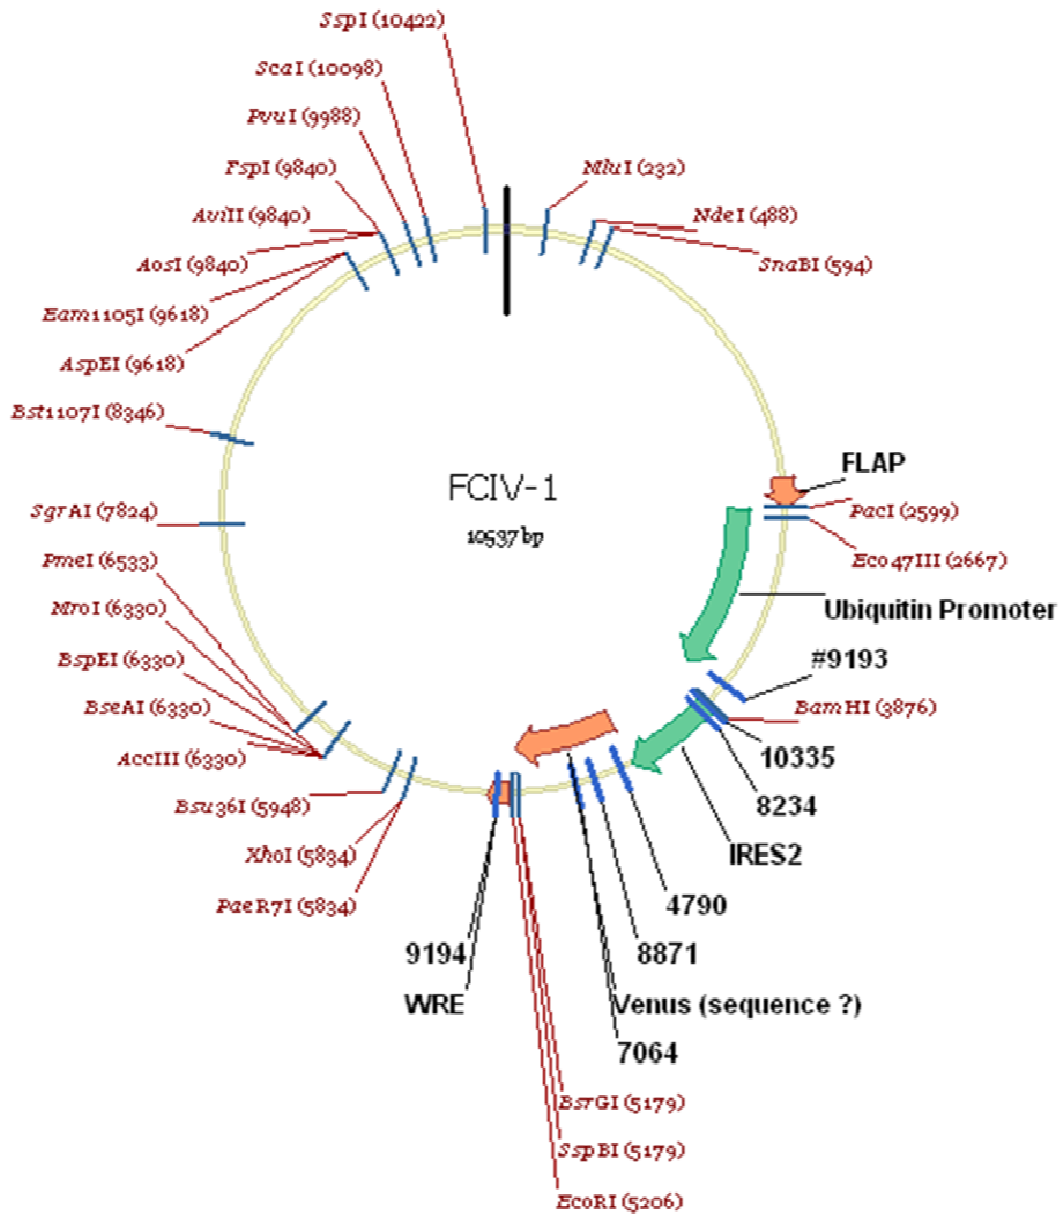 SspI (10422)
ScaI (10098)
PvuI (9988)
FspI (9840)
AviII (9840)
AosI (9840)
Eam1105I (9618)
AspEI (9618)
Bst1107I (8346)
SgrAI (7824)
PmeI (6533)
MroI (6330)
BspEI (6330)
BseAI (6330)
AccIII (6330)
Bsu36I (5948)
XhoI (5834)
PaeR7I (5834)
MluI (232)
NdeI (488)
SnaBI (594)
FCIV-1
10537 bp
FLAP
PacI (2599)
Eco47III (2667)
Ubiquitin Promoter
#9193
BamHI (3876)
10335
8234
IRES2
4790
8871
Venus (sequence ?)
7064
9194
WRE
BsrGI (5179)
SspBI (5179)
EcoRI (5206)